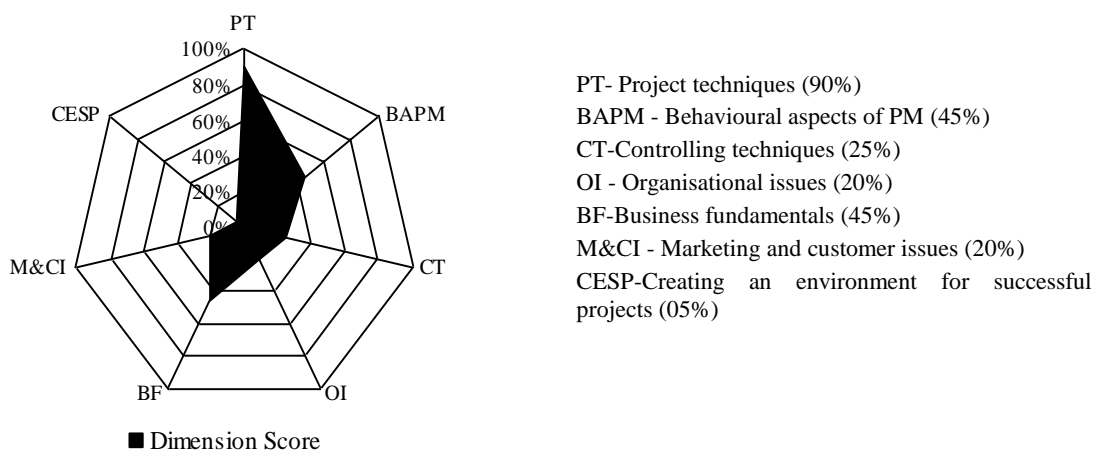 PT
100%
80%
60%
40%
20%
0%
CESP
BAPM
M&CI
CT
BF
OI
Dimension Score
PT- Project techniques (90%)
BAPM - Behavioural aspects of PM (45%)
CT-Controlling techniques (25%)
OI - Organisational issues (20%)
BF-Business fundamentals (45%)
M&CI - Marketing and customer issues (20%)
CESP-Creating an environment for successful
projects (05%)